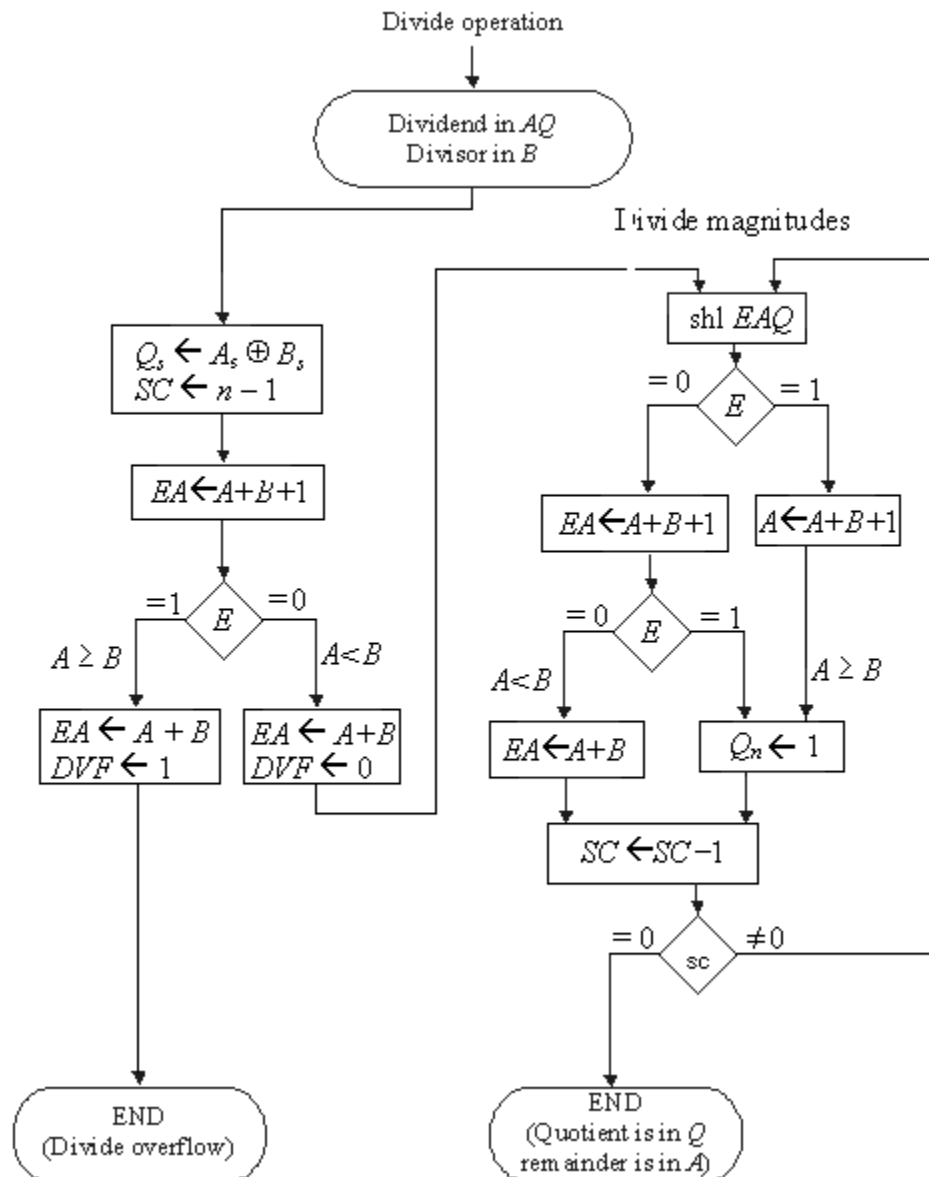 Divide operation
Dividend in AQ
Divisor in B
Divide magnitudes
shl EAQ
Qₛ ← Aₛ ⊕ Bₛ
SC ← n − 1
= 0
E
= 1
EA←A+B'+1
EA←A+B+1
A←A+B+1
=1
E
=0
= 0
E
= 1
A ≥ B
A< B
A< B
A ≥ B
EA ← A + B
DVF ← 1
EA ← A+B
DVF ← 0
EA←A+B
Qn ← 1
SC ←SC−1
= 0
sc
≠0
END
(Divide overflow)
END
(Quotient is in Q
remainder is in A)